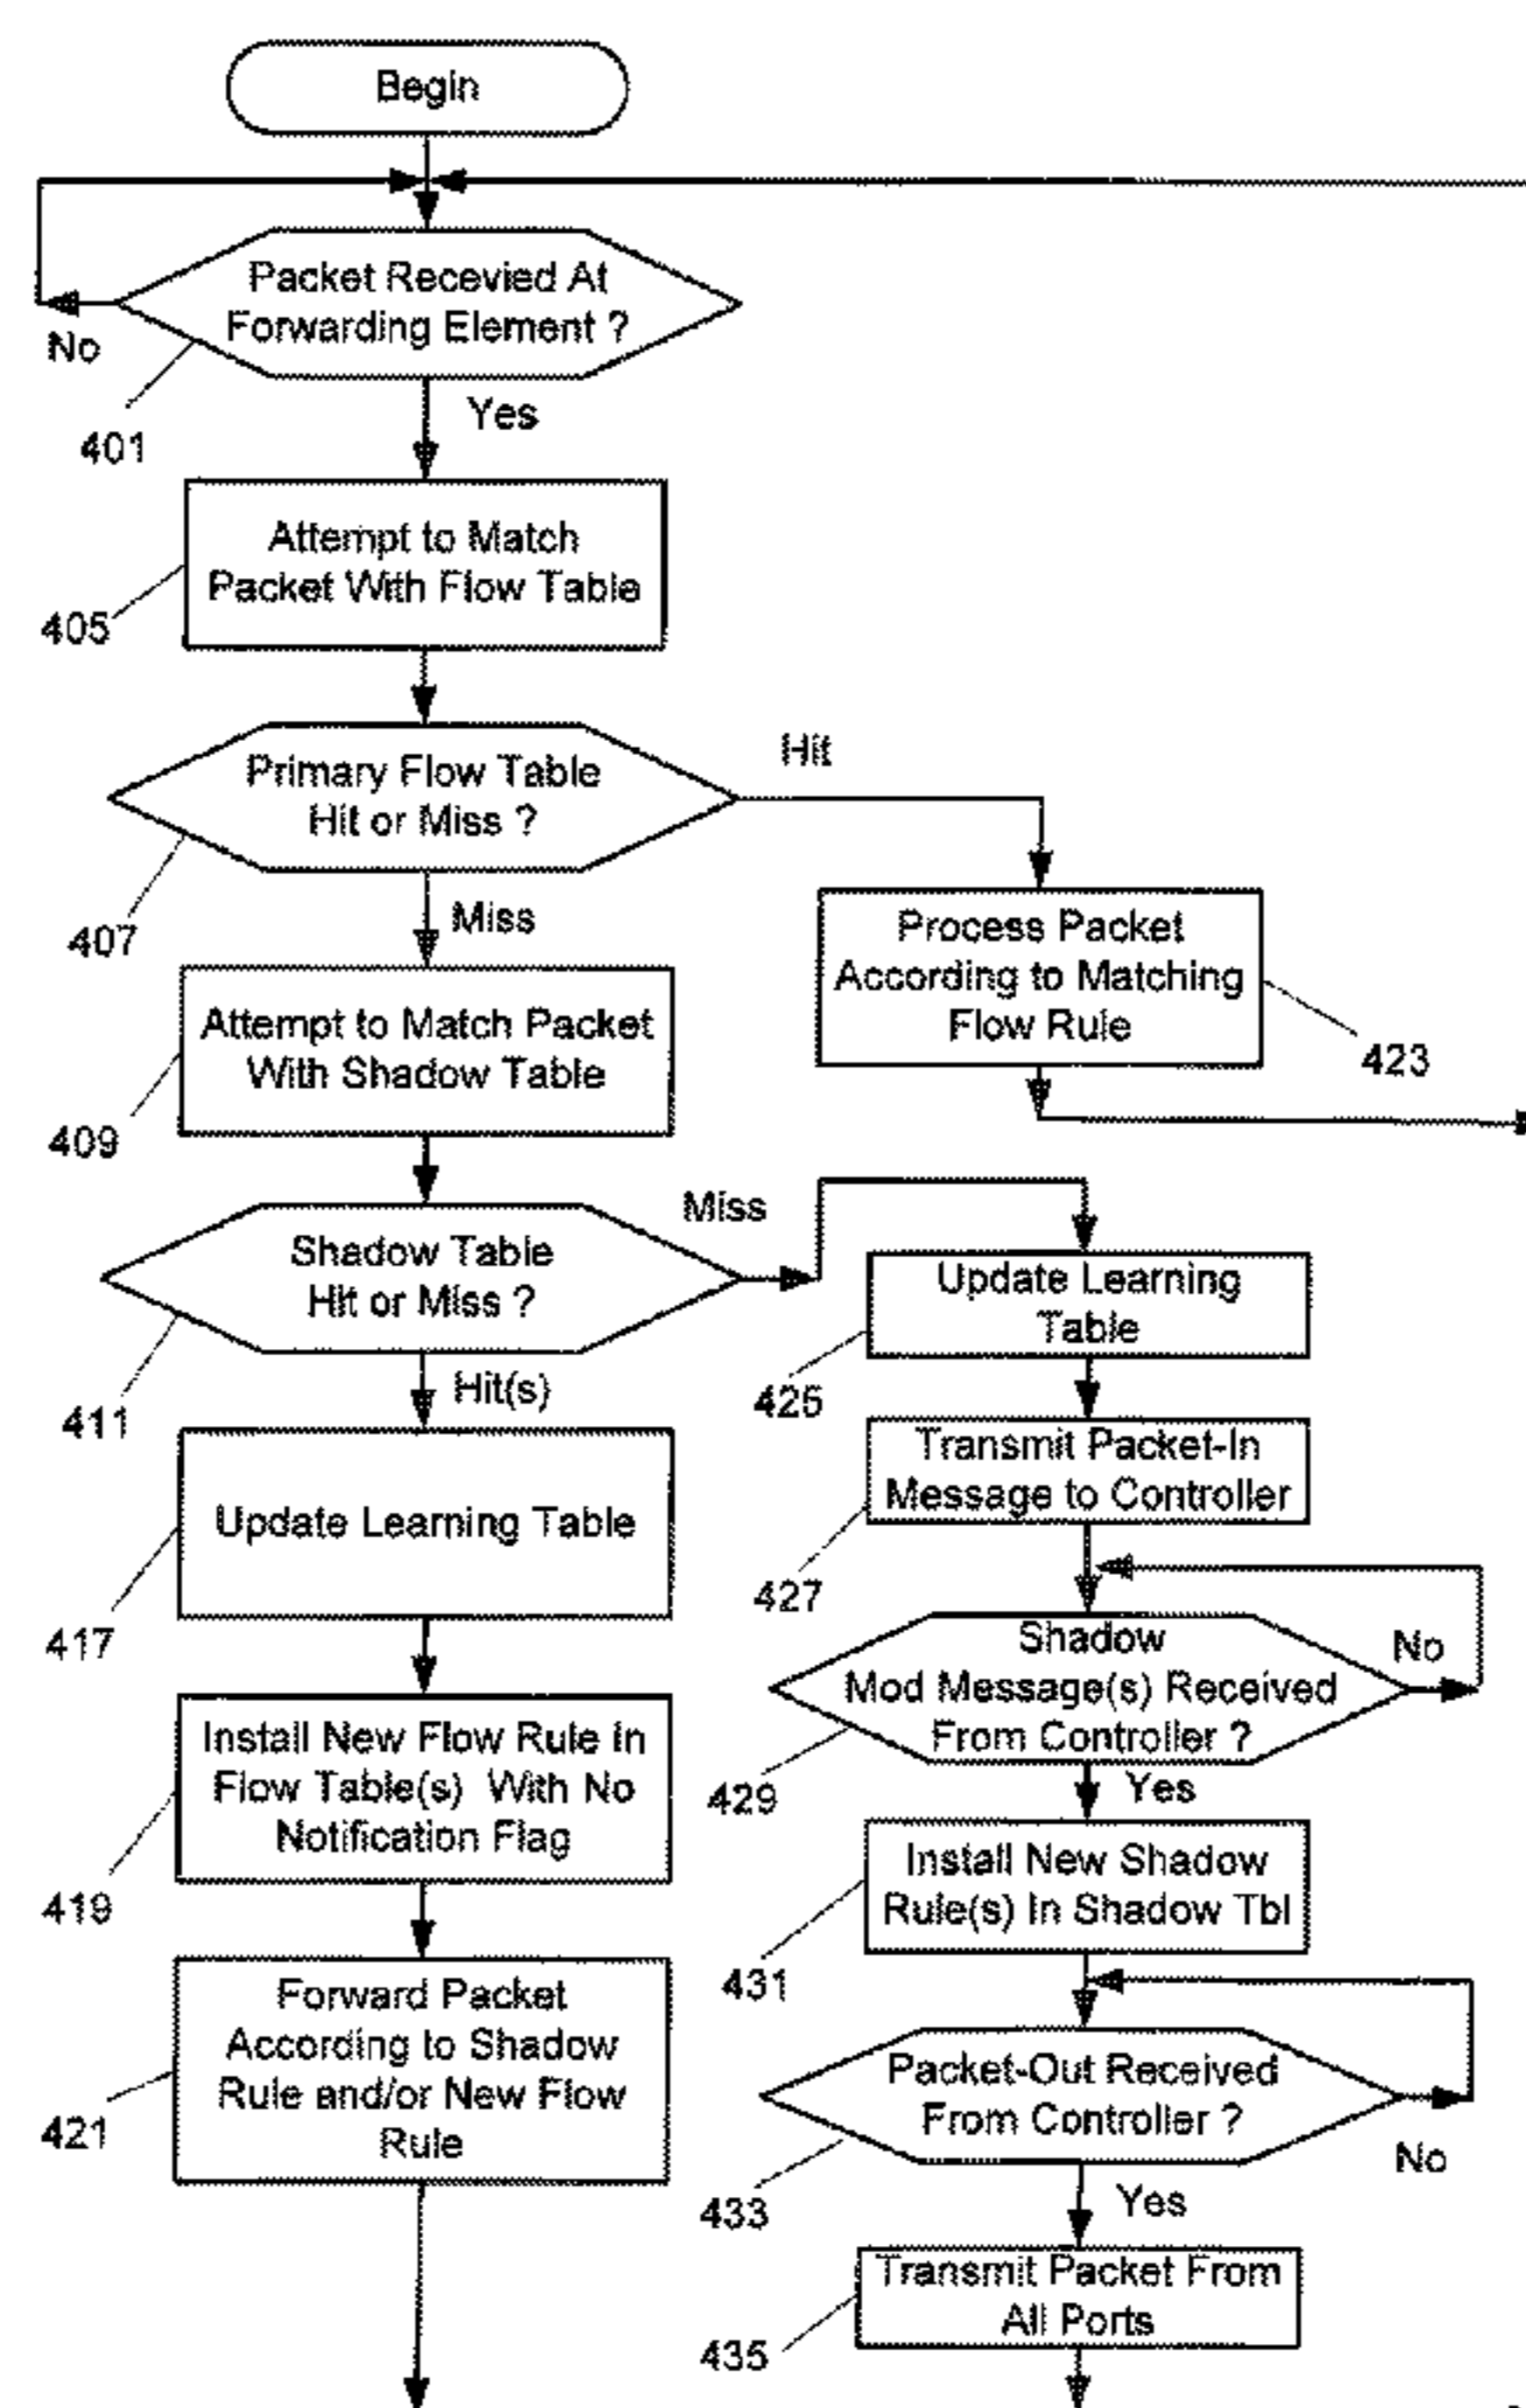 Begin
Packet Recevied At
Forwarding Element ?
No
401
Yes
Attempt to Match
Packet With Flow Table
405
Primary Flow Table
Hit or Miss ?
Hit
407
Miss
Process Packet
According to Matching
Flow Rule
423
Attempt to Match Packet
With Shadow Table
409
Shadow Table
Hit or Miss ?
Miss
411
Hit(s)
Update Learning
Table
425
Update Learning Table
417
Transmit Packet-In
Message to Controller
427
Shadow
Mod Message(s) Received
From Controller ?
No
429
Yes
Install New Flow Rule In
Flow Table(s) With No
Notification Flag
419
Install New Shadow
Rule(s) In Shadow Tbl
431
Forward Packet
According to Shadow
Rule and/or New Flow
Rule
421
Packet-Out Received
From Controller ?
No
433
Yes
Transmit Packet From
All Ports
435